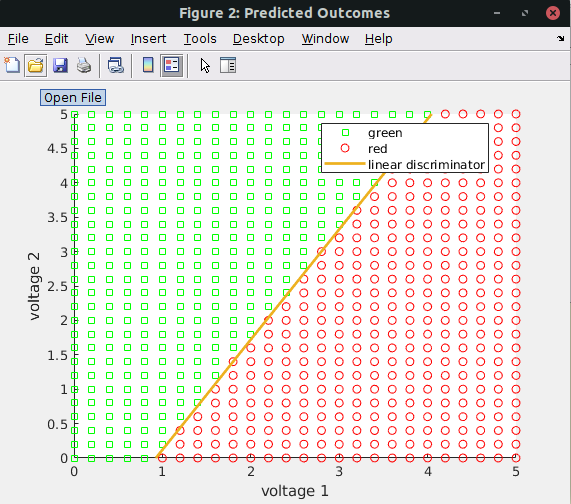 Figure 2: Predicted Outcomes
File Edit View Insert Tools Desktop Window Help
Open File
green
red
linear discriminator
5
4.5
4
3.5
3
2.5
2
1.5
1
0.5
0
voltage 2
0 1 2 3 4 5
voltage 1